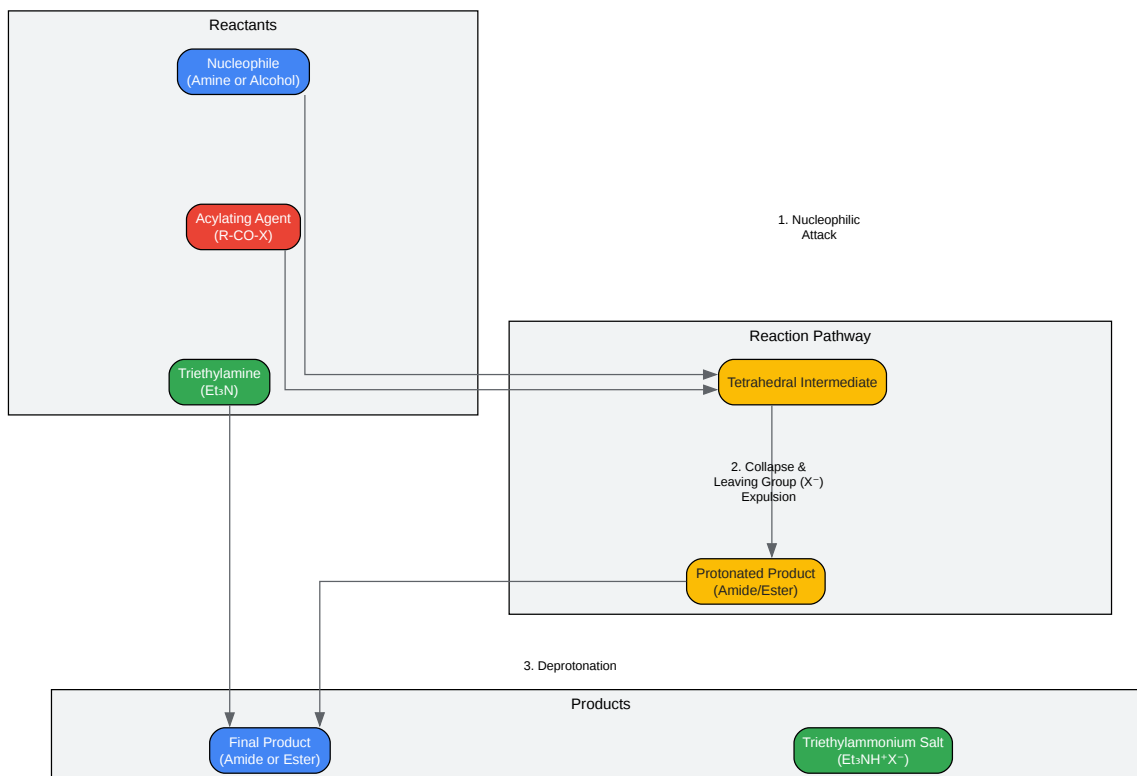 Reactants
Nucleophile
(Amine or Alcohol)
Acylating Agent
(R-CO-X)
1. Nucleophilic
Attack
Reaction Pathway
Triethylamine
(Et₃N)
Tetrahedral Intermediate
2. Collapse &
Leaving Group (X⁻)
Expulsion
Protonated Product
(Amide/Ester)
3. Deprotonation
Products
Final Product
(Amide or Ester)
Triethylammonium Salt
(Et₃NH⁺X⁻)